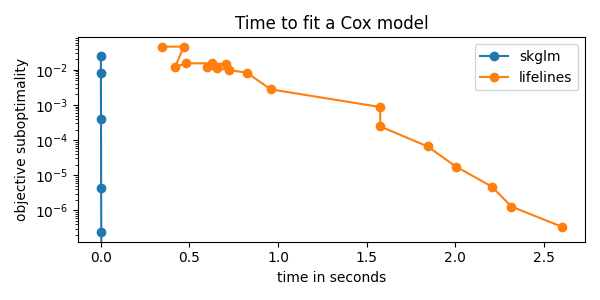 Time to fit a Cox model
skglm
lifelines
objective suboptimality
10⁻²
10⁻³
10⁻⁴
10⁻⁵
10⁻⁶
0.0 0.5 1.0 1.5 2.0 2.5
time in seconds